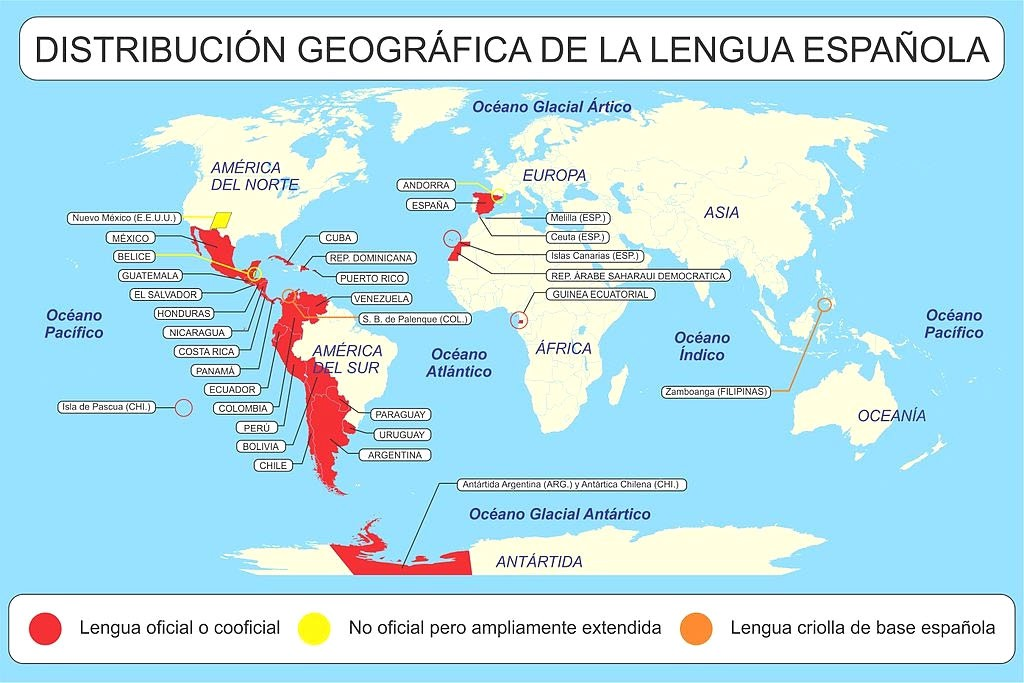 DISTRIBUCIÓN GEOGRÁFICA DE LA LENGUA ESPAÑOLA
Océano Glacial Ártico
AMÉRICA
DEL NORTE
EUROPA
ASIA
ANDORRA
ESPAÑA
Nuevo México (E.E.U.U.)
MÉXICO
BELICE
GUATEMALA
EL SALVADOR
HONDURAS
NICARAGUA
COSTA RICA
PANAMÁ
ECUADOR
COLOMBIA
PERÚ
BOLIVIA
CHILE
CUBA
REP. DOMINICANA
PUERTO RICO
VENEZUELA
S. B. de Palenque (COL.)
Melilla (ESP.)
Ceuta (ESP.)
Islas Canarias (ESP.)
REP. ÁRABE SAHARAUI DEMOCRATICA
GUINEA ECUATORIAL
Océano
Pacífico
AMÉRICA
DEL SUR
Océano
Atlántico
ÁFRICA
Océano
Índico
Océano
Pacífico
Isla de Pascua (CHI.)
Zamboanga (FILIPINAS)
OCEANÍA
PARAGUAY
URUGUAY
ARGENTINA
Antártida Argentina (ARG.) y Antártica Chilena (CHI.)
Océano Glacial Antártico
ANTÁRTIDA
Lengua oficial o cooficial
No oficial pero ampliamente extendida
Lengua criolla de base española